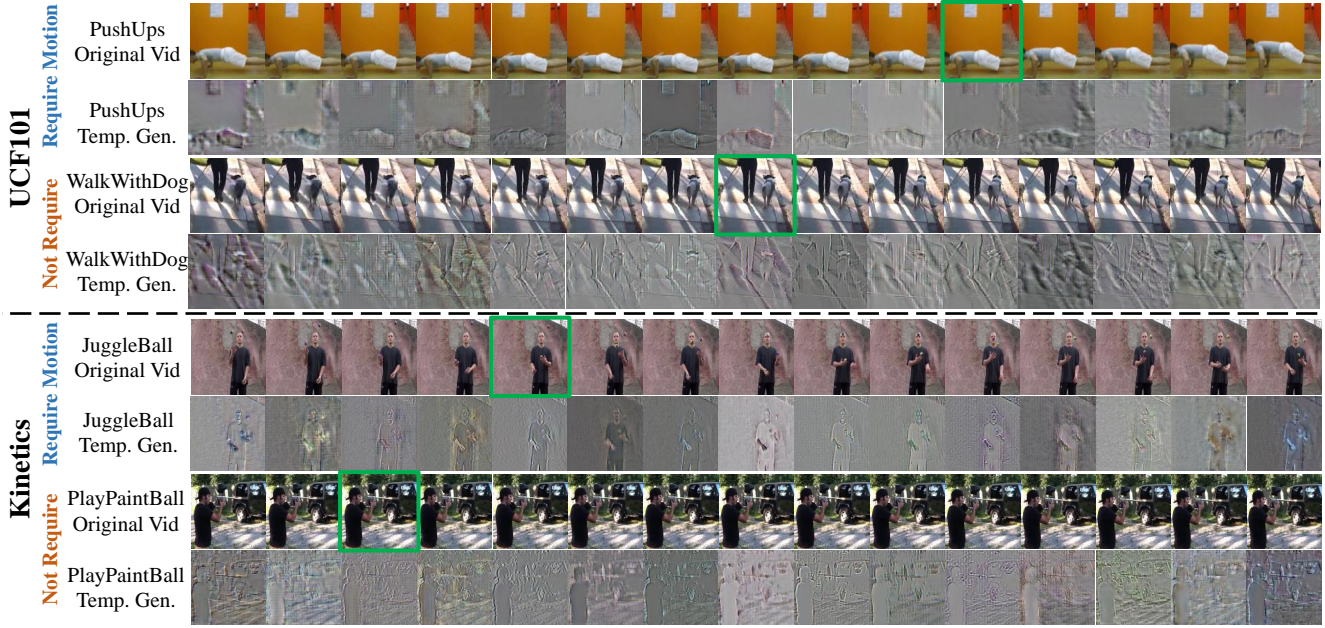 UCF101
Require Motion
PushUps
Original Vid
PushUps
Temp. Gen.
Not Require
WalkWithDog
Original Vid
WalkWithDog
Temp. Gen.
Kinetics
Require Motion
JuggleBall
Original Vid
JuggleBall
Temp. Gen.
Not Require
PlayPaintBall
Original Vid
PlayPaintBall
Temp. Gen.